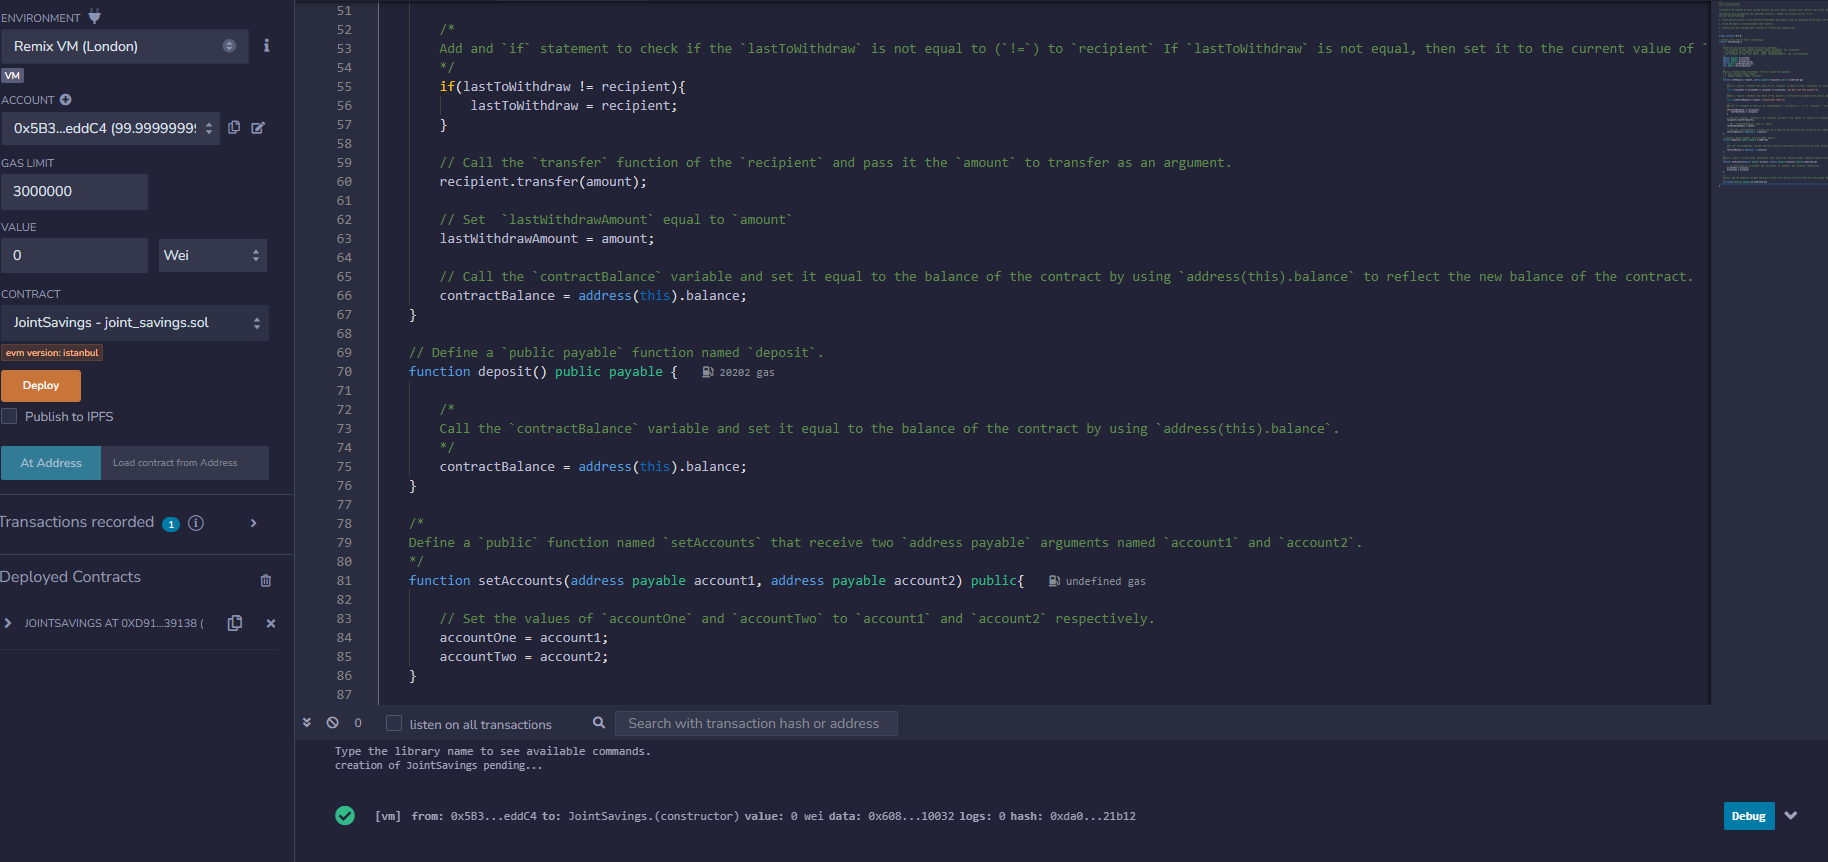 ENVIRONMENT
Remix VM (London)
VM
ACCOUNT
0x5B3...eddC4 (99.99999999
GAS LIMIT
3000000
VALUE
0
Wei
CONTRACT
JointSavings - joint_savings.sol
evm version: istanbul
Deploy
Publish to IPFS
At Address
Load contract from Address
Transactions recorded 1 i
Deployed Contracts
JOINTSAVINGS AT 0XD91...39138 (
51
52 /*
53 Add and `if` statement to check if the `lastToWithdraw` is not equal to (`!=`) to `recipient` If `lastToWithdraw` is not equal, then set it to the current value of `
54 */
55 if(lastToWithdraw != recipient){
56 lastToWithdraw = recipient;
57 }
58
59 // Call the `transfer` function of the `recipient` and pass it the `amount` to transfer as an argument.
60 recipient.transfer(amount);
61
62 // Set  `lastWithdrawAmount` equal to `amount`
63 lastWithdrawAmount = amount;
64
65 // Call the `contractBalance` variable and set it equal to the balance of the contract by using `address(this).balance` to reflect the new balance of the contract.
66 contractBalance = address(this).balance;
67 }
68
69 // Define a `public payable` function named `deposit`.
70 function deposit() public payable { 20202 gas
71
72 /*
73 Call the `contractBalance` variable and set it equal to the balance of the contract by using `address(this).balance`.
74 */
75 contractBalance = address(this).balance;
76 }
77
78 /*
79 Define a `public` function named `setAccounts` that receive two `address payable` arguments named `account1` and `account2`.
80 */
81 function setAccounts(address payable account1, address payable account2) public{ undefined gas
82
83 // Set the values of `accountOne` and `accountTwo` to `account1` and `account2` respectively.
84 accountOne = account1;
85 accountTwo = account2;
86 }
87
0 listen on all transactions Search with transaction hash or address
Type the library name to see available commands.
creation of JointSavings pending...
[vm] from: 0x5B3...eddC4 to: JointSavings.(constructor) value: 0 wei data: 0x608...10032 logs: 0 hash: 0xda0...21b12
Debug